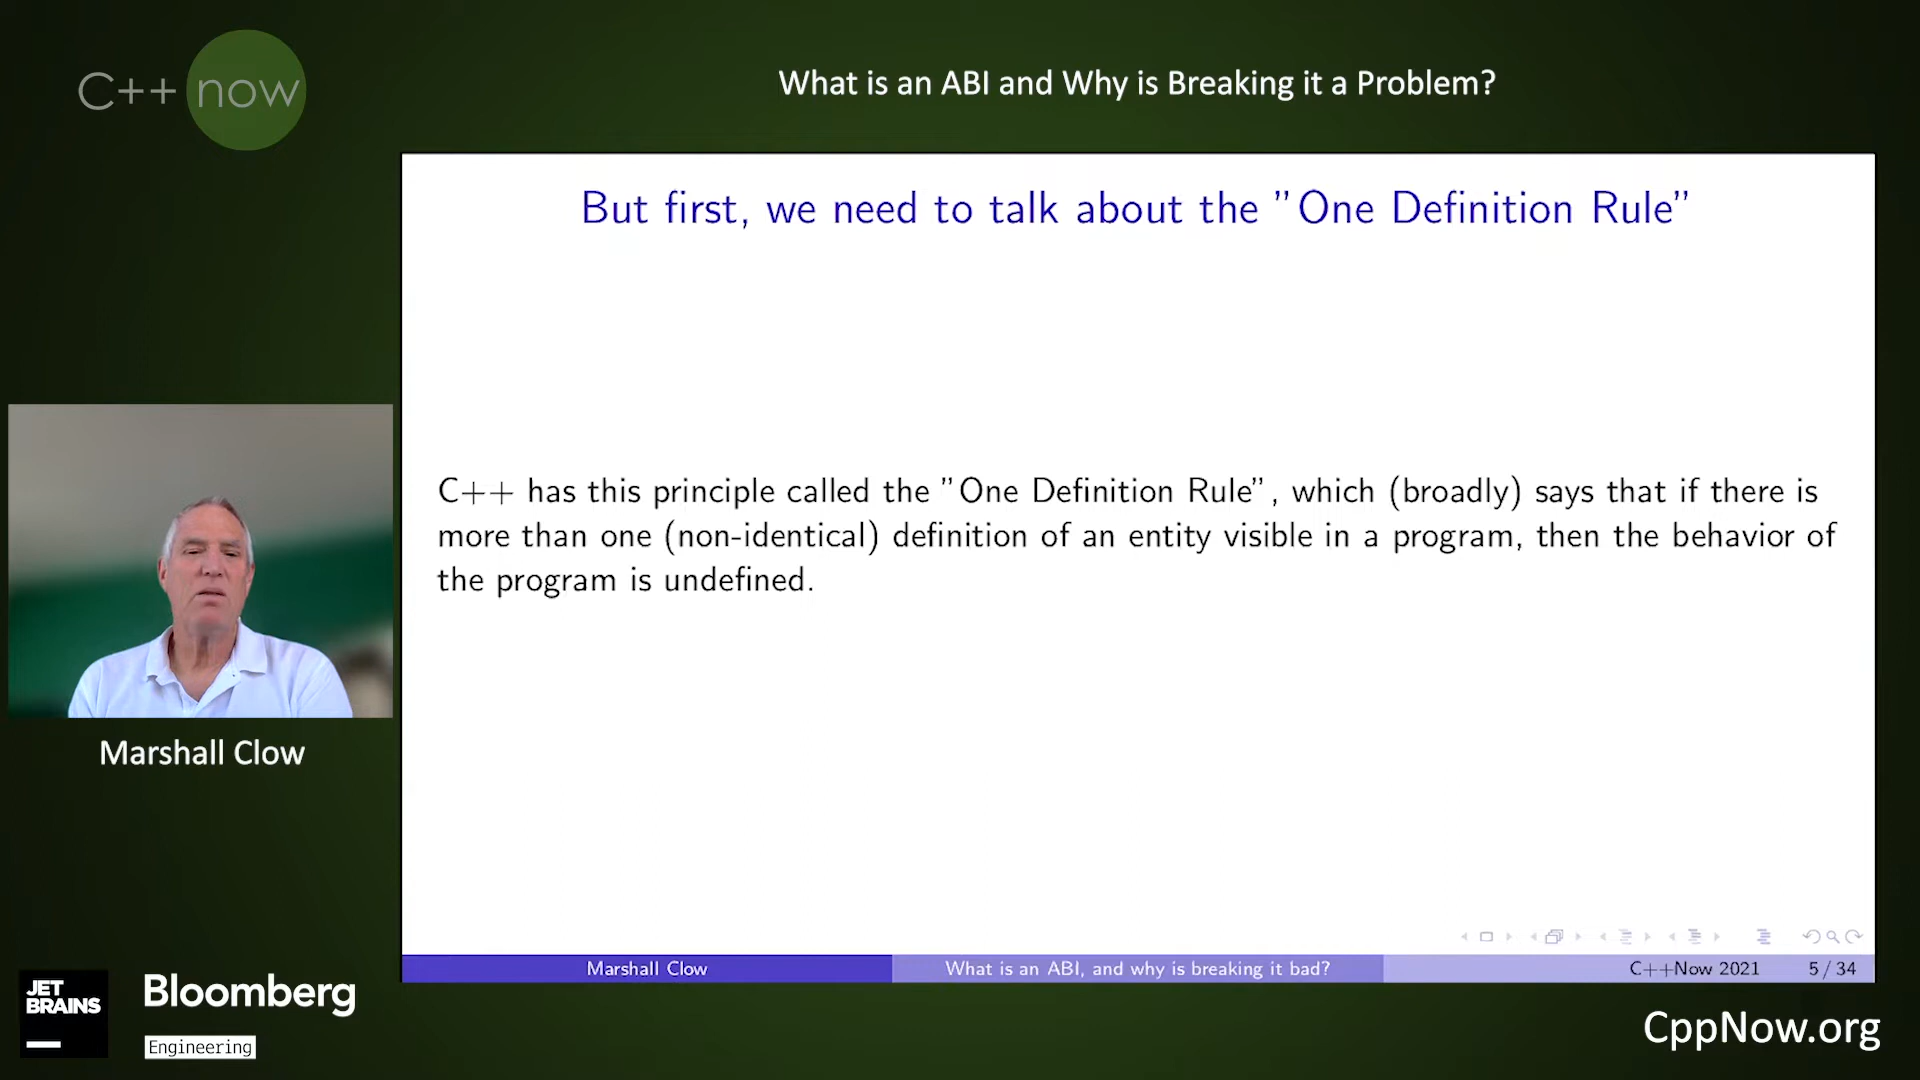 C++ now
What is an ABI and Why is Breaking it a Problem?
But first, we need to talk about the "One Definition Rule"
C++ has this principle called the "One Definition Rule", which (broadly) says that if there is
more than one (non-identical) definition of an entity visible in a program, then the behavior of
the program is undefined.
Marshall Clow
Marshall Clow
What is an ABI, and why is breaking it bad?
C++Now 2021
5 / 34
JET
BRAINS
Bloomberg
Engineering
CppNow.org